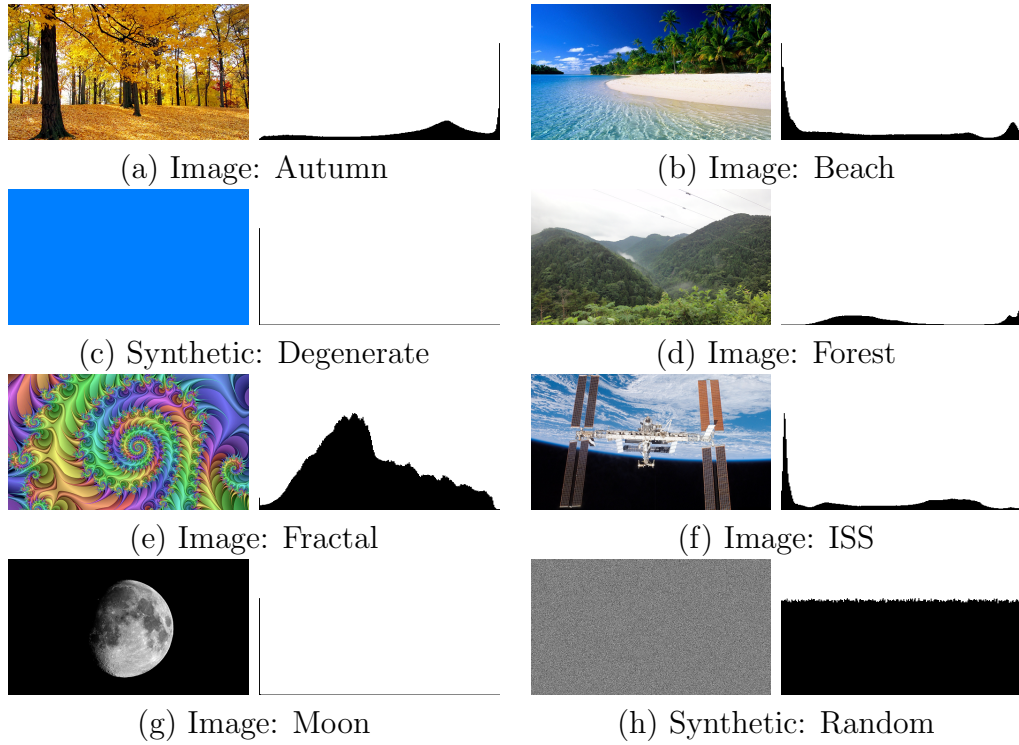 (a) Image: Autumn
(b) Image: Beach
(c) Synthetic: Degenerate
(d) Image: Forest
(e) Image: Fractal
(f) Image: ISS
(g) Image: Moon
(h) Synthetic: Random